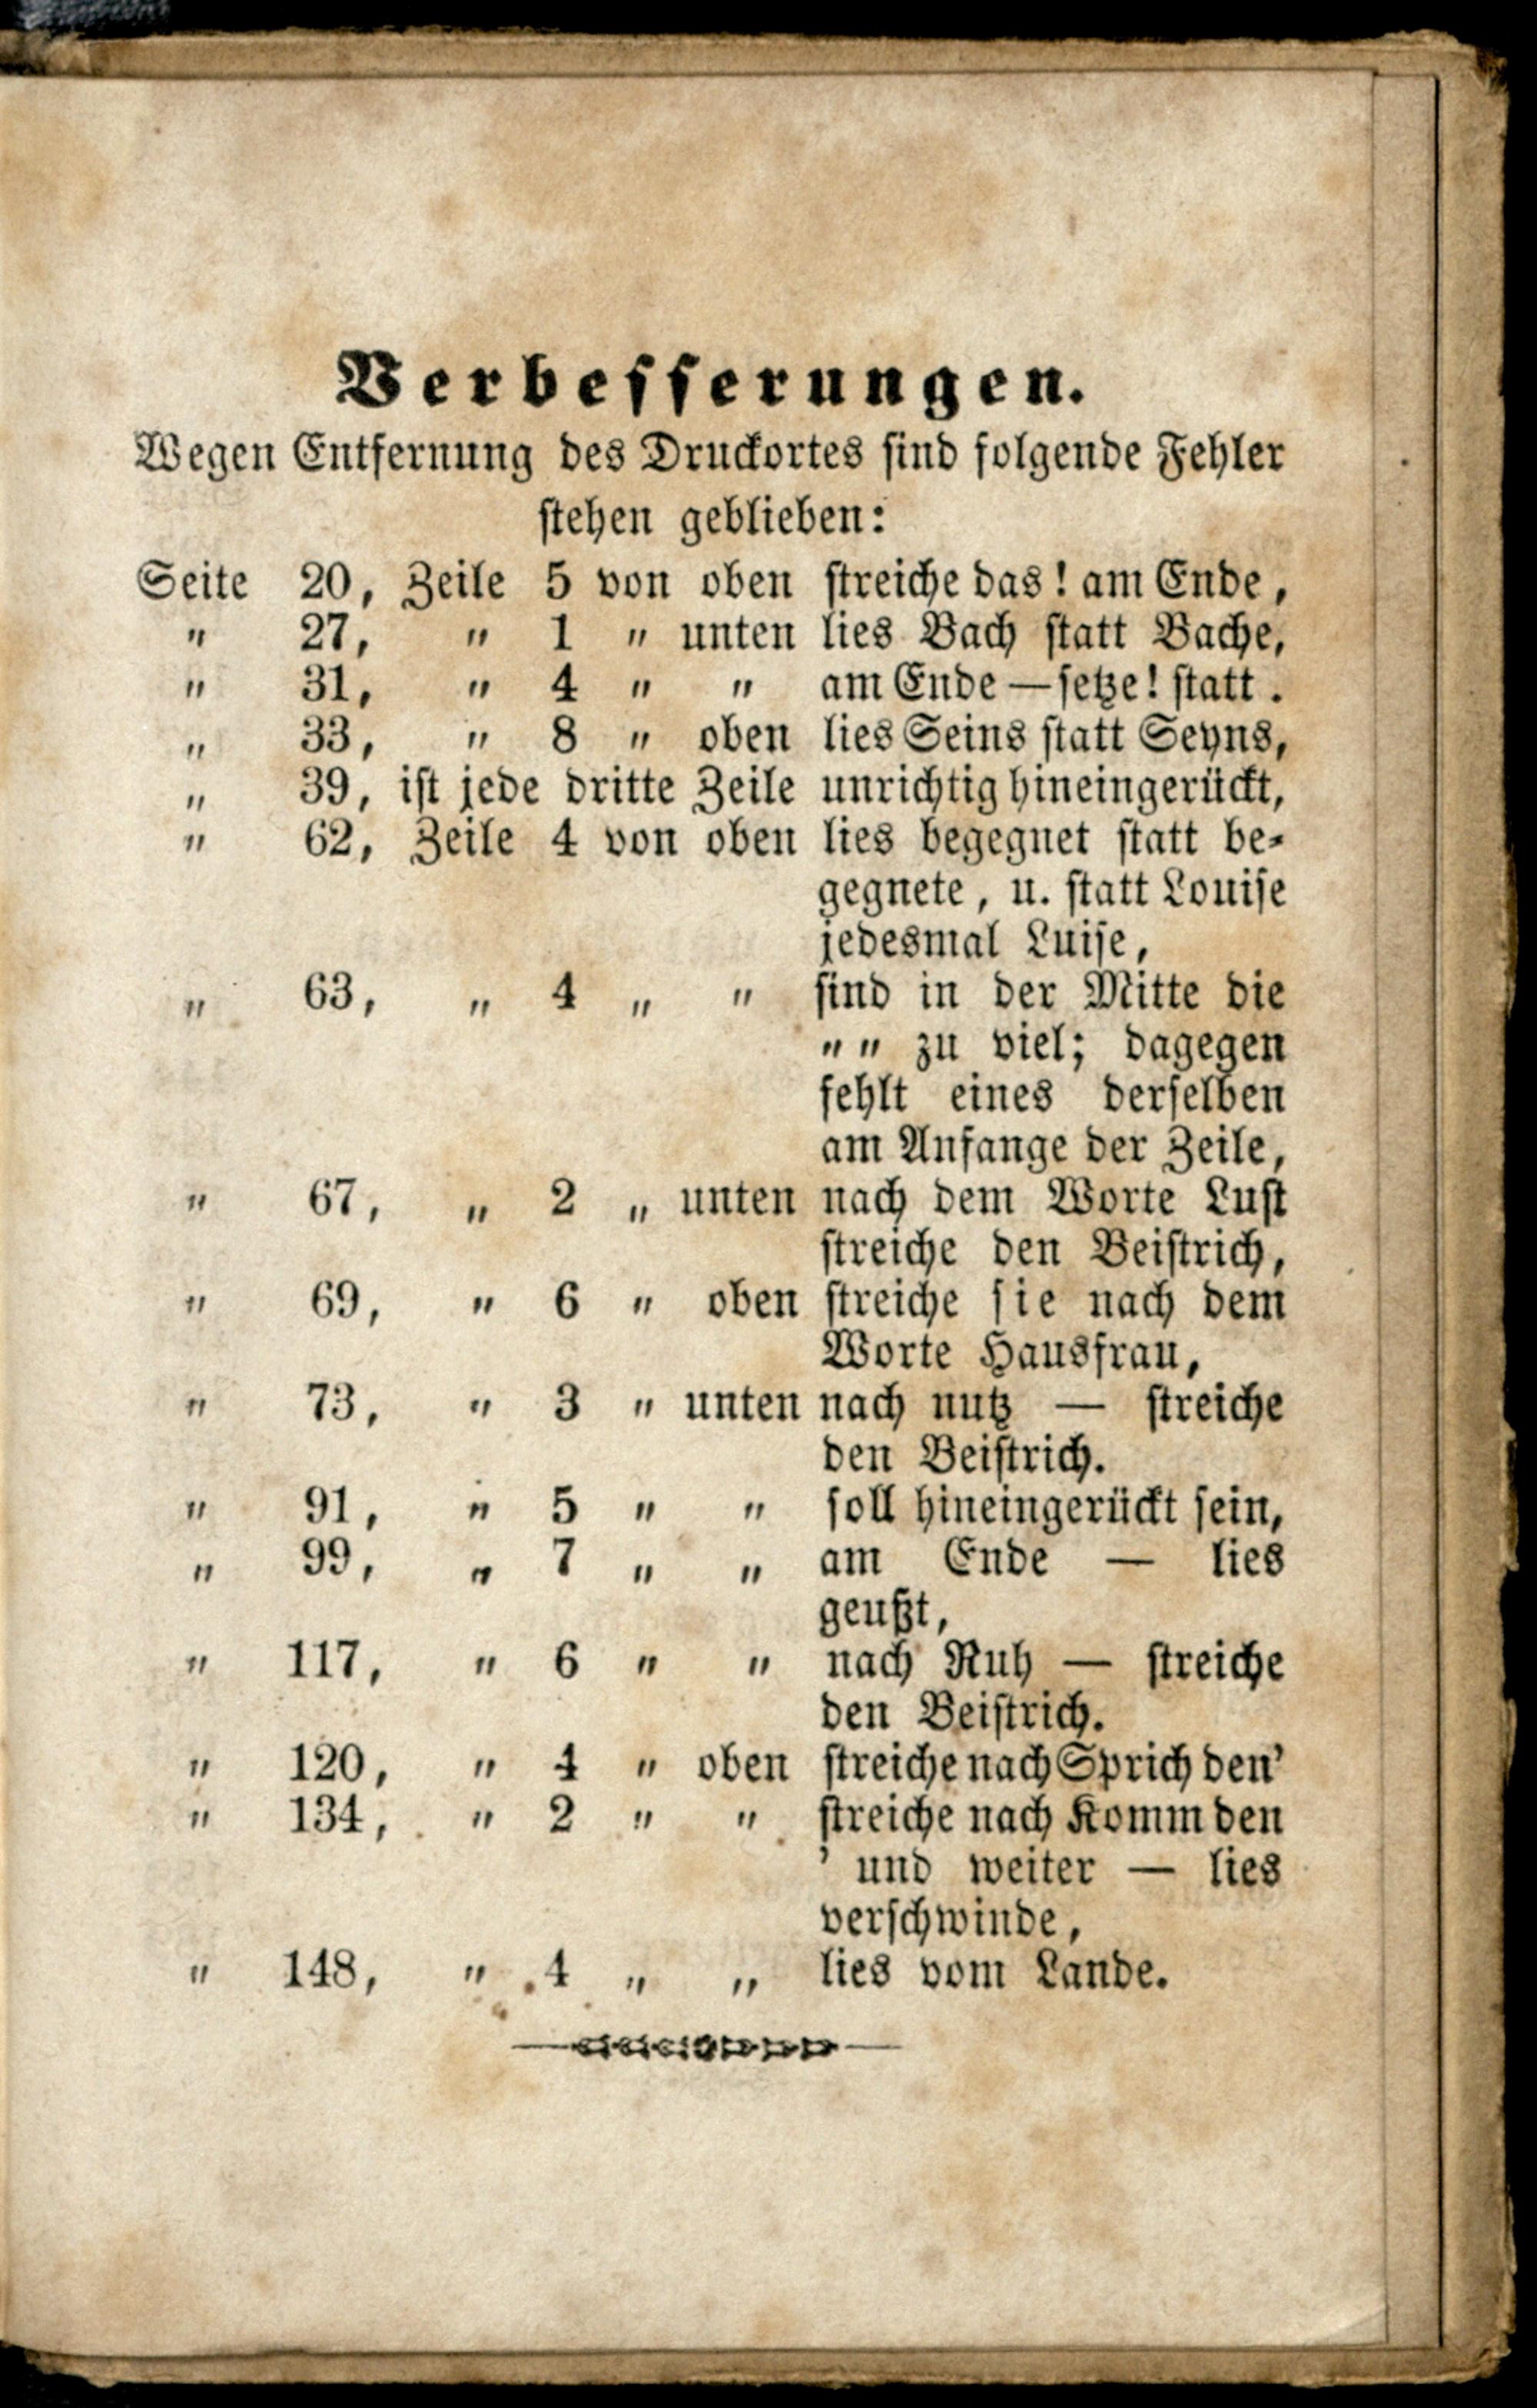 Verbesserungen.
Wegen Entfernung des Druckortes sind folgende Fehler
stehen geblieben:
Seite 20, Zeile 5 von oben streiche das! am Ende,
" 27, " 1 " unten lies Bach statt Bache,
" 31, " 4 " " am Ende — setze! statt .
" 33, " 8 " oben lies Seins statt Seyns,
" 39, ist jede dritte Zeile unrichtig hineingerückt,
" 62, Zeile 4 von oben lies begegnet statt be-
gegnete, u. statt Louise
jedesmal Luise,
" 63, " 4 " " sind in der Mitte die
"" zu viel; dagegen
fehlt eines derselben
am Anfange der Zeile,
" 67, " 2 " unten nach dem Worte Lust
streiche den Beistrich,
" 69, " 6 " oben streiche sie nach dem
Worte Hausfrau,
" 73, " 3 " unten nach nutz — streiche
den Beistrich.
" 91, " 5 " " soll hineingerückt sein,
" 99, " 7 " " am Ende — lies
geußt,
" 117, " 6 " " nach Ruh — streiche
den Beistrich.
" 120, " 4 " oben streiche nach Sprich den'
" 134, " 2 " " streiche nach Komm den
' und weiter — lies
verschwinde,
" 148, " 4 " " lies vom Lande.